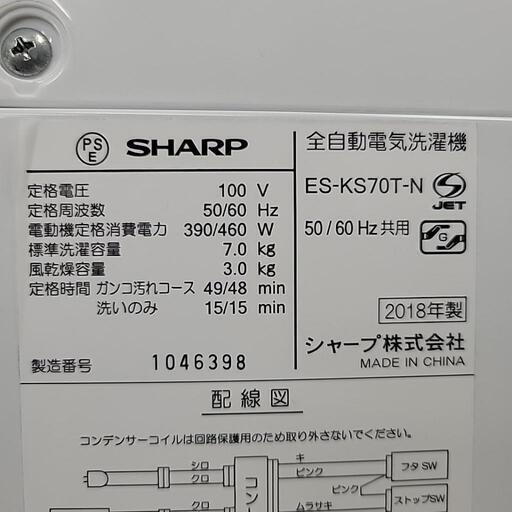 PSE SHARP
定格電圧 100 V
定格周波数 50/60 Hz
電動機定格消費電力 390/460 W
標準洗濯容量 7.0 kg
風乾燥容量 3.0 kg
定格時間 ガンコ汚れコース 49/48 min
洗いのみ 15/15 min
製造番号 1046398
全自動電気洗濯機
ES-KS70T-N
S JET
50/60 Hz共用
G
2018年製
シャープ株式会社
MADE IN CHINA
配線図
コンデンサーコイルは回路保護用のため取り外さないでください。
シロ
クロ
クロ
コン
キ
ピンク
ピンク
ムラサキ
フタSW
ストップSW